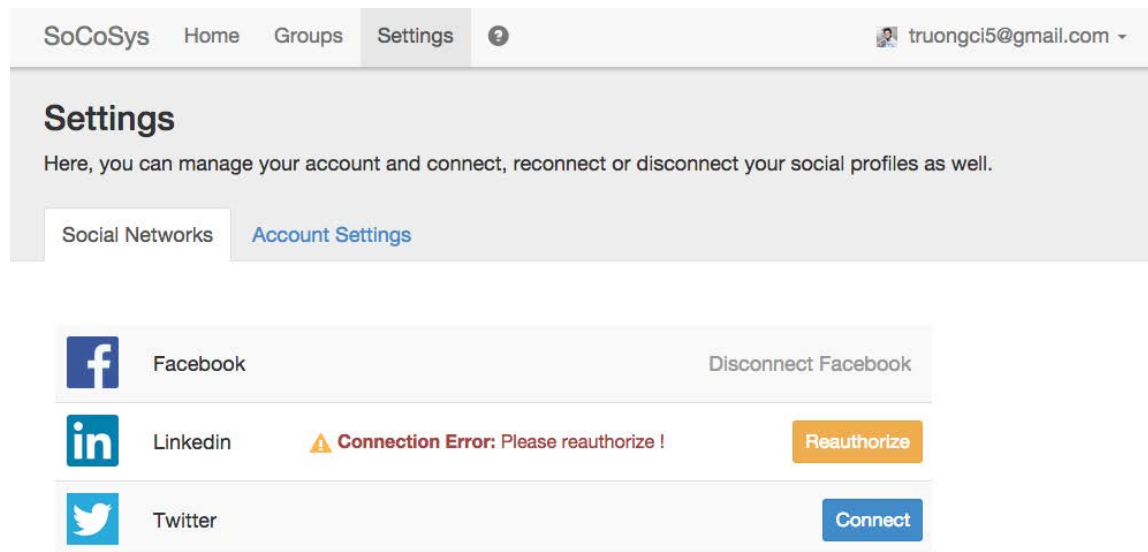 SoCoSys Home Groups Settings ? truongci5@gmail.com
Settings
Here, you can manage your account and connect, reconnect or disconnect your social profiles as well.
Social Networks Account Settings
f Facebook Disconnect Facebook
in Linkedin ! Connection Error: Please reauthorize ! Reauthorize
Twitter Connect